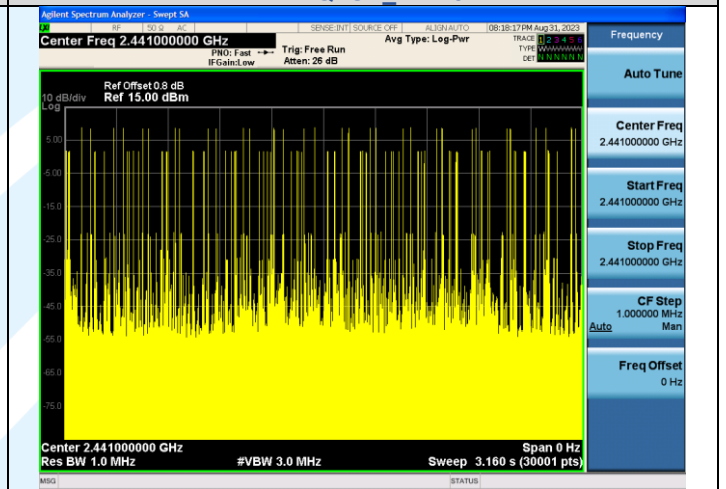 Agilent Spectrum Analyzer - Swept SA
RF 50 Ω AC SENSE:INT SOURCE OFF ALIGN AUTO 08:18:17 PM Aug 31, 2023
Center Freq 2.441000000 GHz
Avg Type: Log-Pwr
TRACE 1 2 3 4 5 6
PNO: Fast
Trig: Free Run
TYPE
IFGain:Low
Atten: 26 dB
DET N N N N N N
Frequency
Ref Offset 0.8 dB
10 dB/div Ref 15.00 dBm
Log
5.00
-5.00
-15.0
-25.0
-35.0
-45.0
-55.0
-65.0
-75.0
Center 2.441000000 GHz Span 0 Hz
Res BW 1.0 MHz #VBW 3.0 MHz Sweep 3.160 s (30001 pts)
MSG STATUS
Auto Tune
Center Freq
2.441000000 GHz
Start Freq
2.441000000 GHz
Stop Freq
2.441000000 GHz
CF Step
1.000000 MHz
Auto Man
Freq Offset
0 Hz